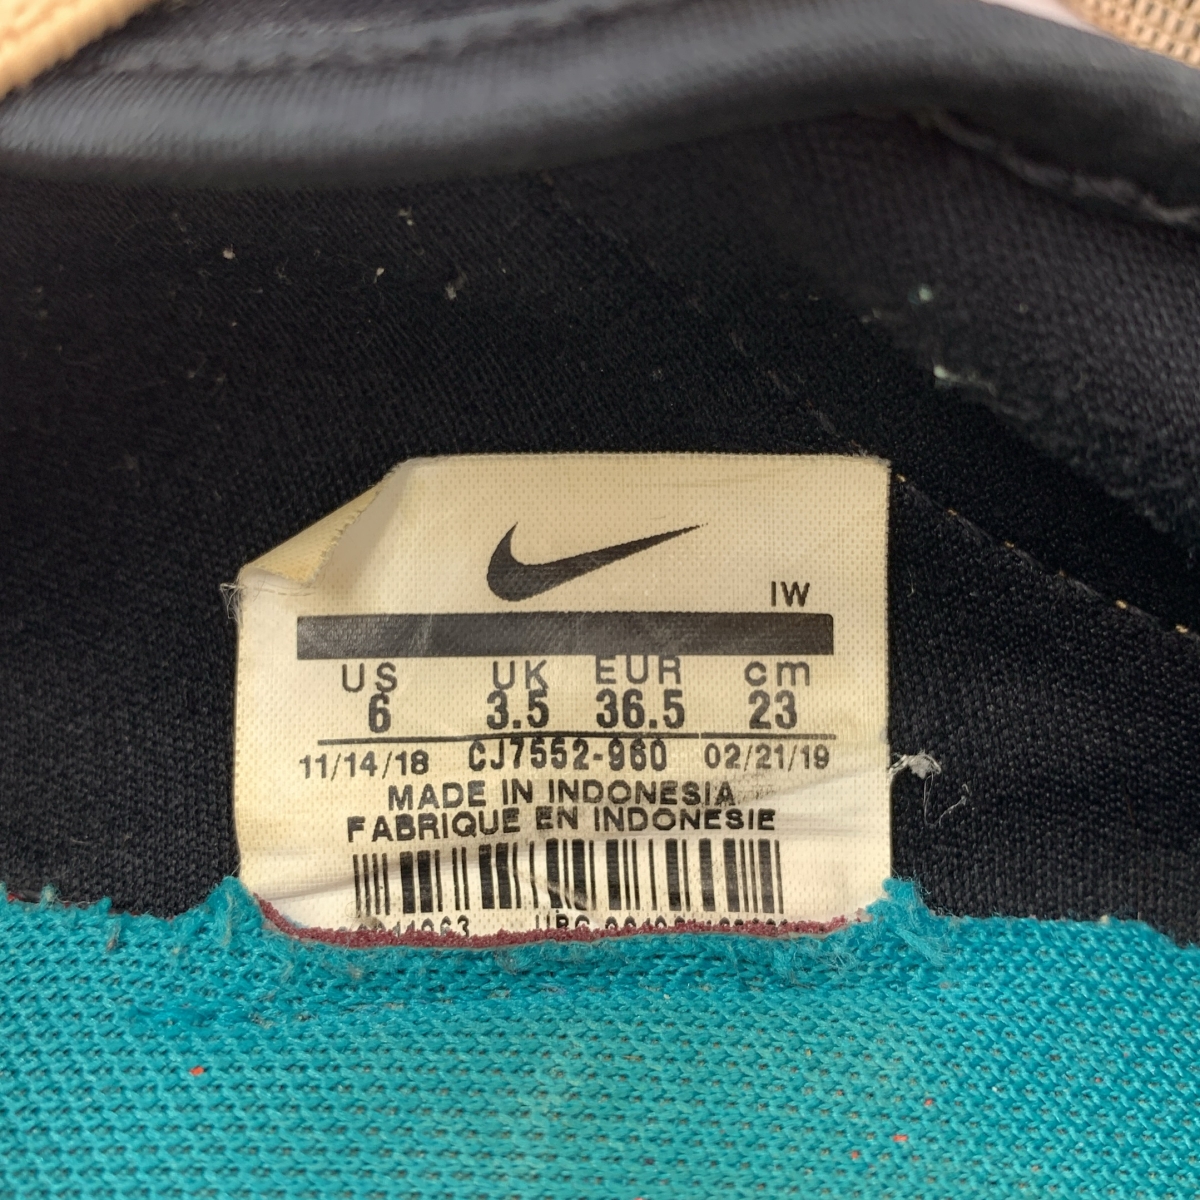 IW
US UK EUR cm
6 3.5 36.5 23
11/14/18 CJ7552-960 02/21/19
MADE IN INDONESIA
FABRIQUE EN INDONESIE